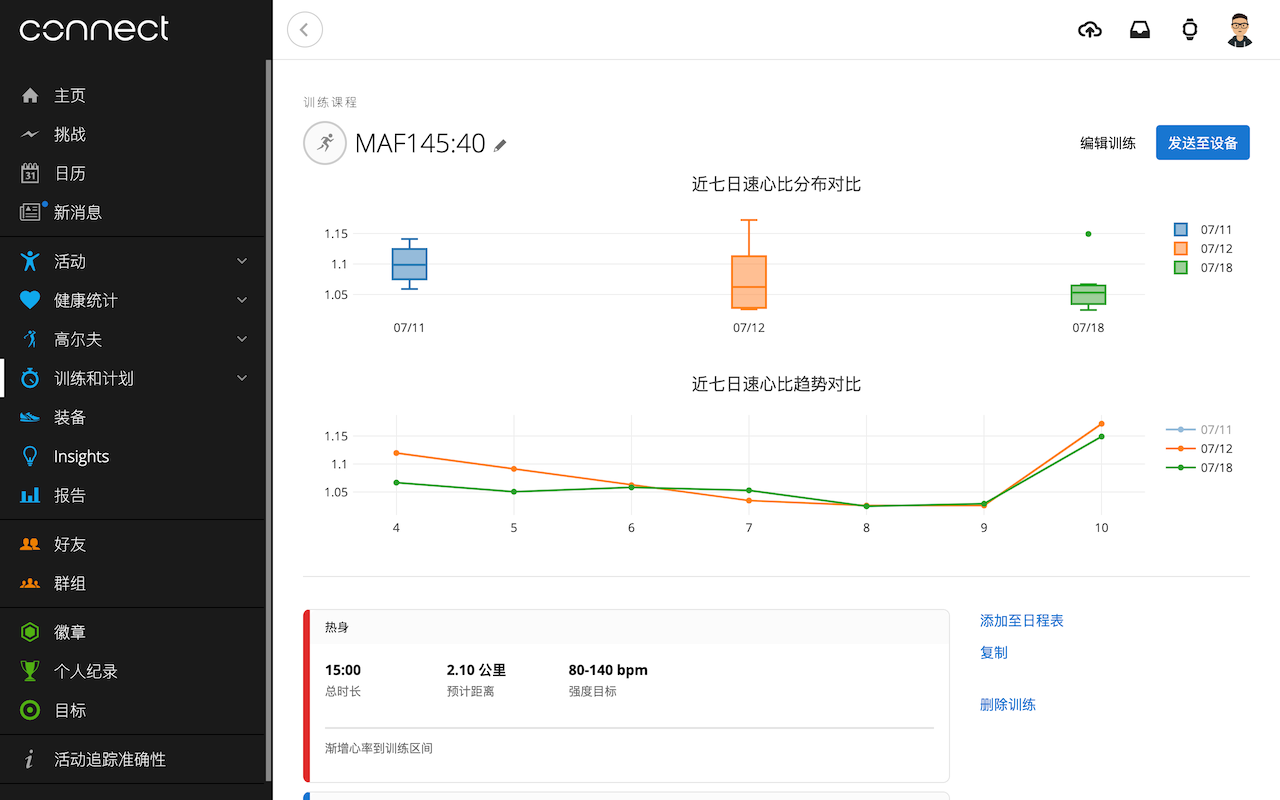 connect
主页
挑战
31
日历
新消息
活动
健康统计
高尔夫
训练和计划
装备
Insights
报告
好友
群组
徽章
个人纪录
目标
活动追踪准确性
训练课程
MAF145:40
编辑训练
发送至设备
近七日速心比分布对比
1.15
1.1
1.05
07/11
07/12
07/18
07/11
07/12
07/18
近七日速心比趋势对比
1.15
1.1
1.05
4 5 6 7 8 9 10
07/11
07/12
07/18
热身
15:00 2.10 公里 80-140 bpm
总时长 预计距离 强度目标
渐增心率到训练区间
添加至日程表
复制
删除训练